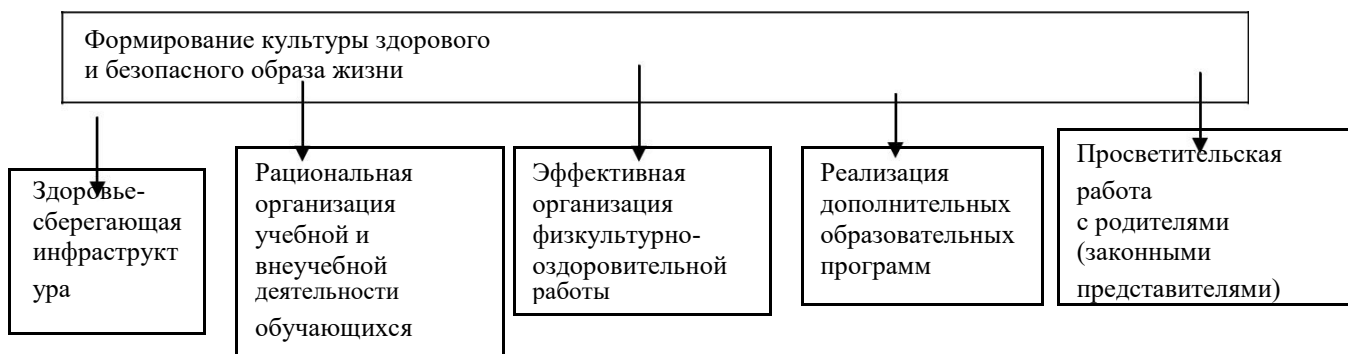 Формирование культуры здорового
и безопасного образа жизни
Здоровье-
сберегающая
инфраструкт
ура
Рациональная
организация
учебной и
внеучебной
деятельности
обучающихся
Эффективная
организация
физкультурно-
оздоровительной
работы
Реализация
дополнительных
образовательных
программ
Просветительская
работа
с родителями
(законными
представителями)